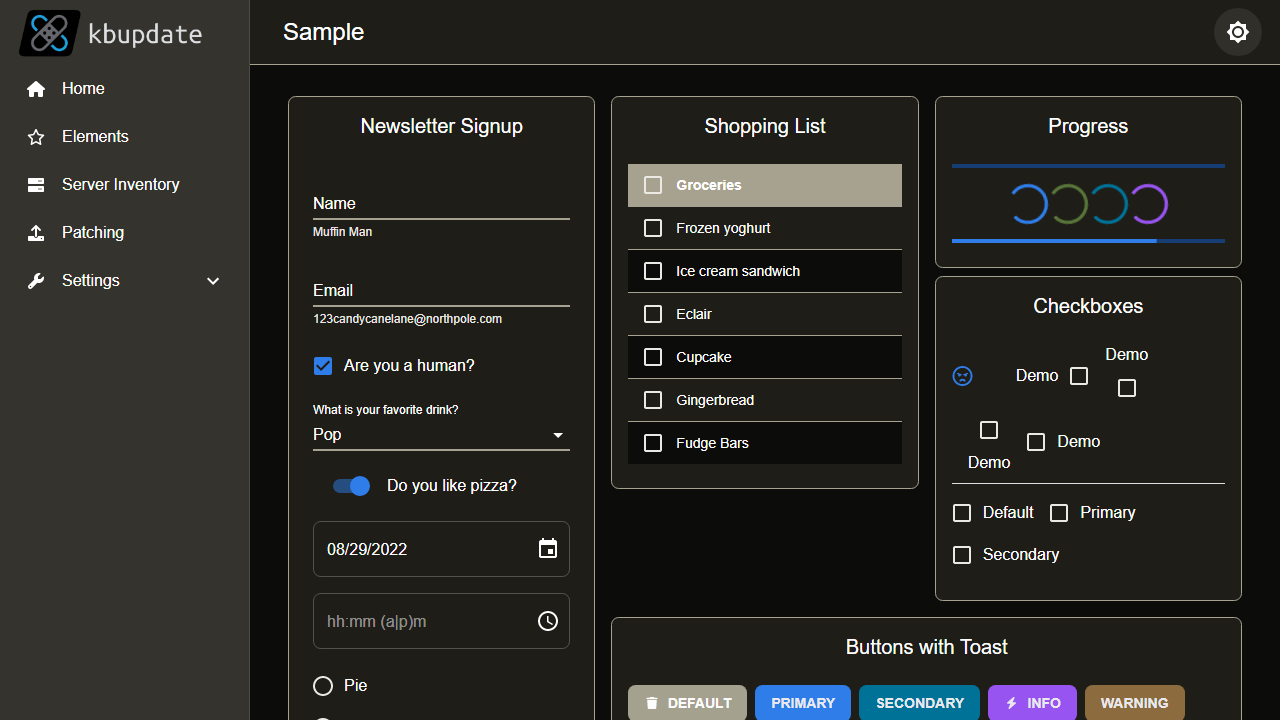 kbupdate
Home
Elements
Server Inventory
Patching
Settings
Sample
Newsletter Signup
Name
Muffin Man
Email
123candycanelane@northpole.com
Are you a human?
What is your favorite drink?
Pop
Do you like pizza?
08/29/2022
hh:mm (a|p)m
Pie
Shopping List
Groceries
Frozen yoghurt
Ice cream sandwich
Eclair
Cupcake
Gingerbread
Fudge Bars
Progress
Checkboxes
Demo
Demo
Demo
Demo
Default
Primary
Secondary
Buttons with Toast
DEFAULT
PRIMARY
SECONDARY
INFO
WARNING